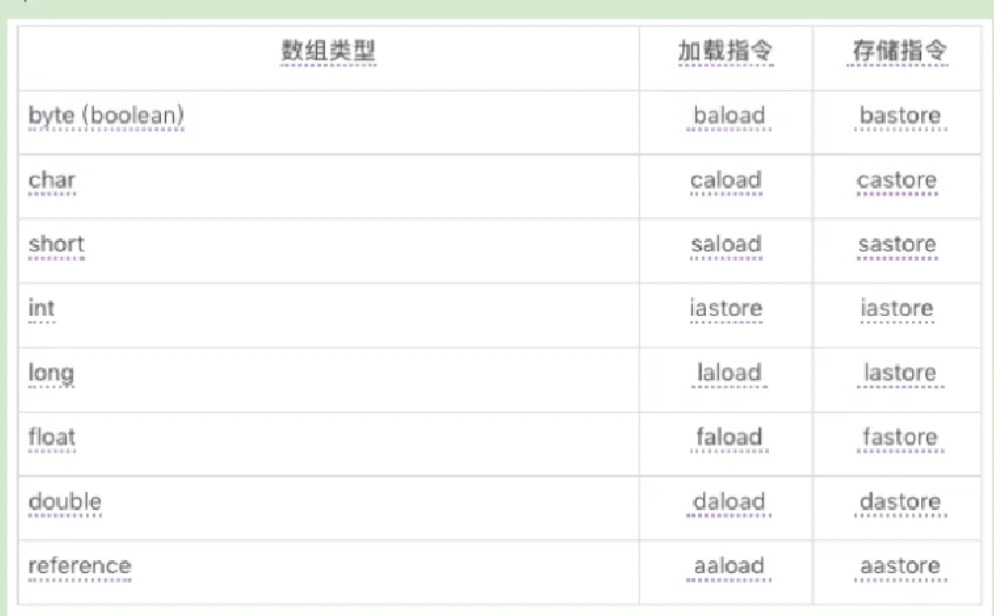 数组类型 加载指令 存储指令
byte (boolean) baload bastore
char caload castore
short saload sastore
int iastore iastore
long laload lastore
float faload fastore
double daload dastore
reference aaload aastore